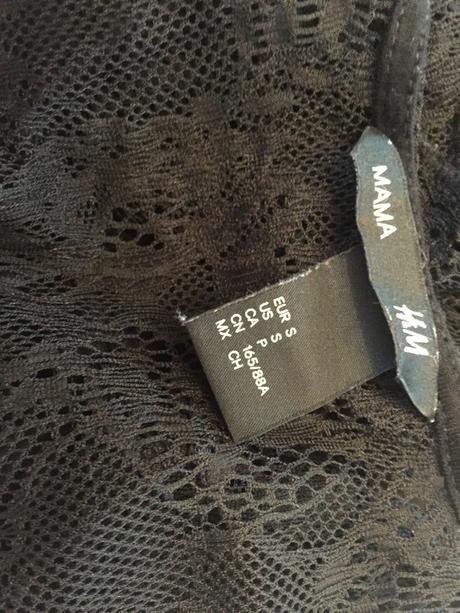 MAMA
H&M
EUR S
US S
CA P
CN 165/88A
MX CH